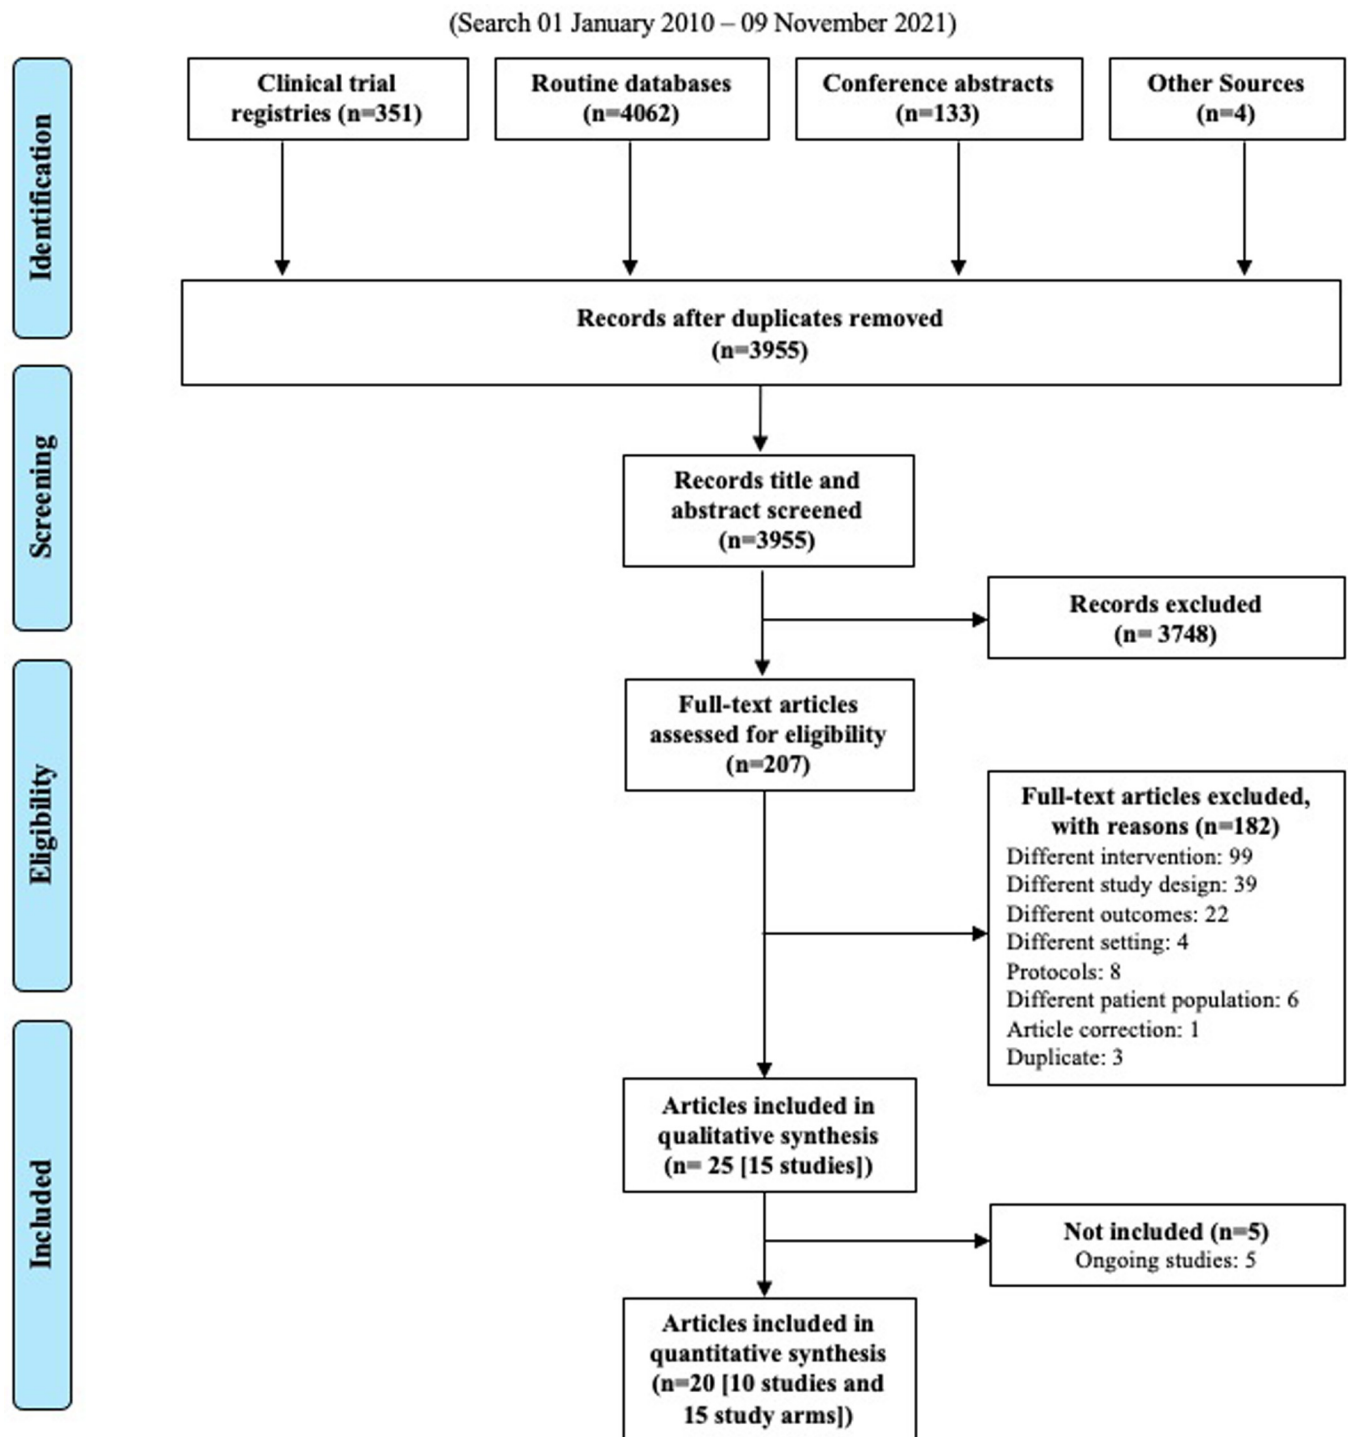 (Search 01 January 2010 – 09 November 2021)
Identification
Clinical trial
registries (n=351)
Routine databases
(n=4062)
Conference abstracts
(n=133)
Other Sources
(n=4)
Records after duplicates removed
(n=3955)
Screening
Records title and
abstract screened
(n=3955)
Records excluded
(n= 3748)
Eligibility
Full-text articles
assessed for eligibility
(n=207)
Full-text articles excluded,
with reasons (n=182)
Different intervention: 99
Different study design: 39
Different outcomes: 22
Different setting: 4
Protocols: 8
Different patient population: 6
Article correction: 1
Duplicate: 3
Included
Articles included in
qualitative synthesis
(n= 25 [15 studies])
Not included (n=5)
Ongoing studies: 5
Articles included in
quantitative synthesis
(n=20 [10 studies and
15 study arms])